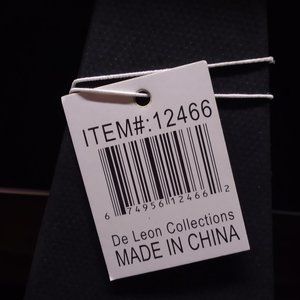 ITEM#:12466
6 74956 12466 2
De Leon Collections
MADE IN CHINA